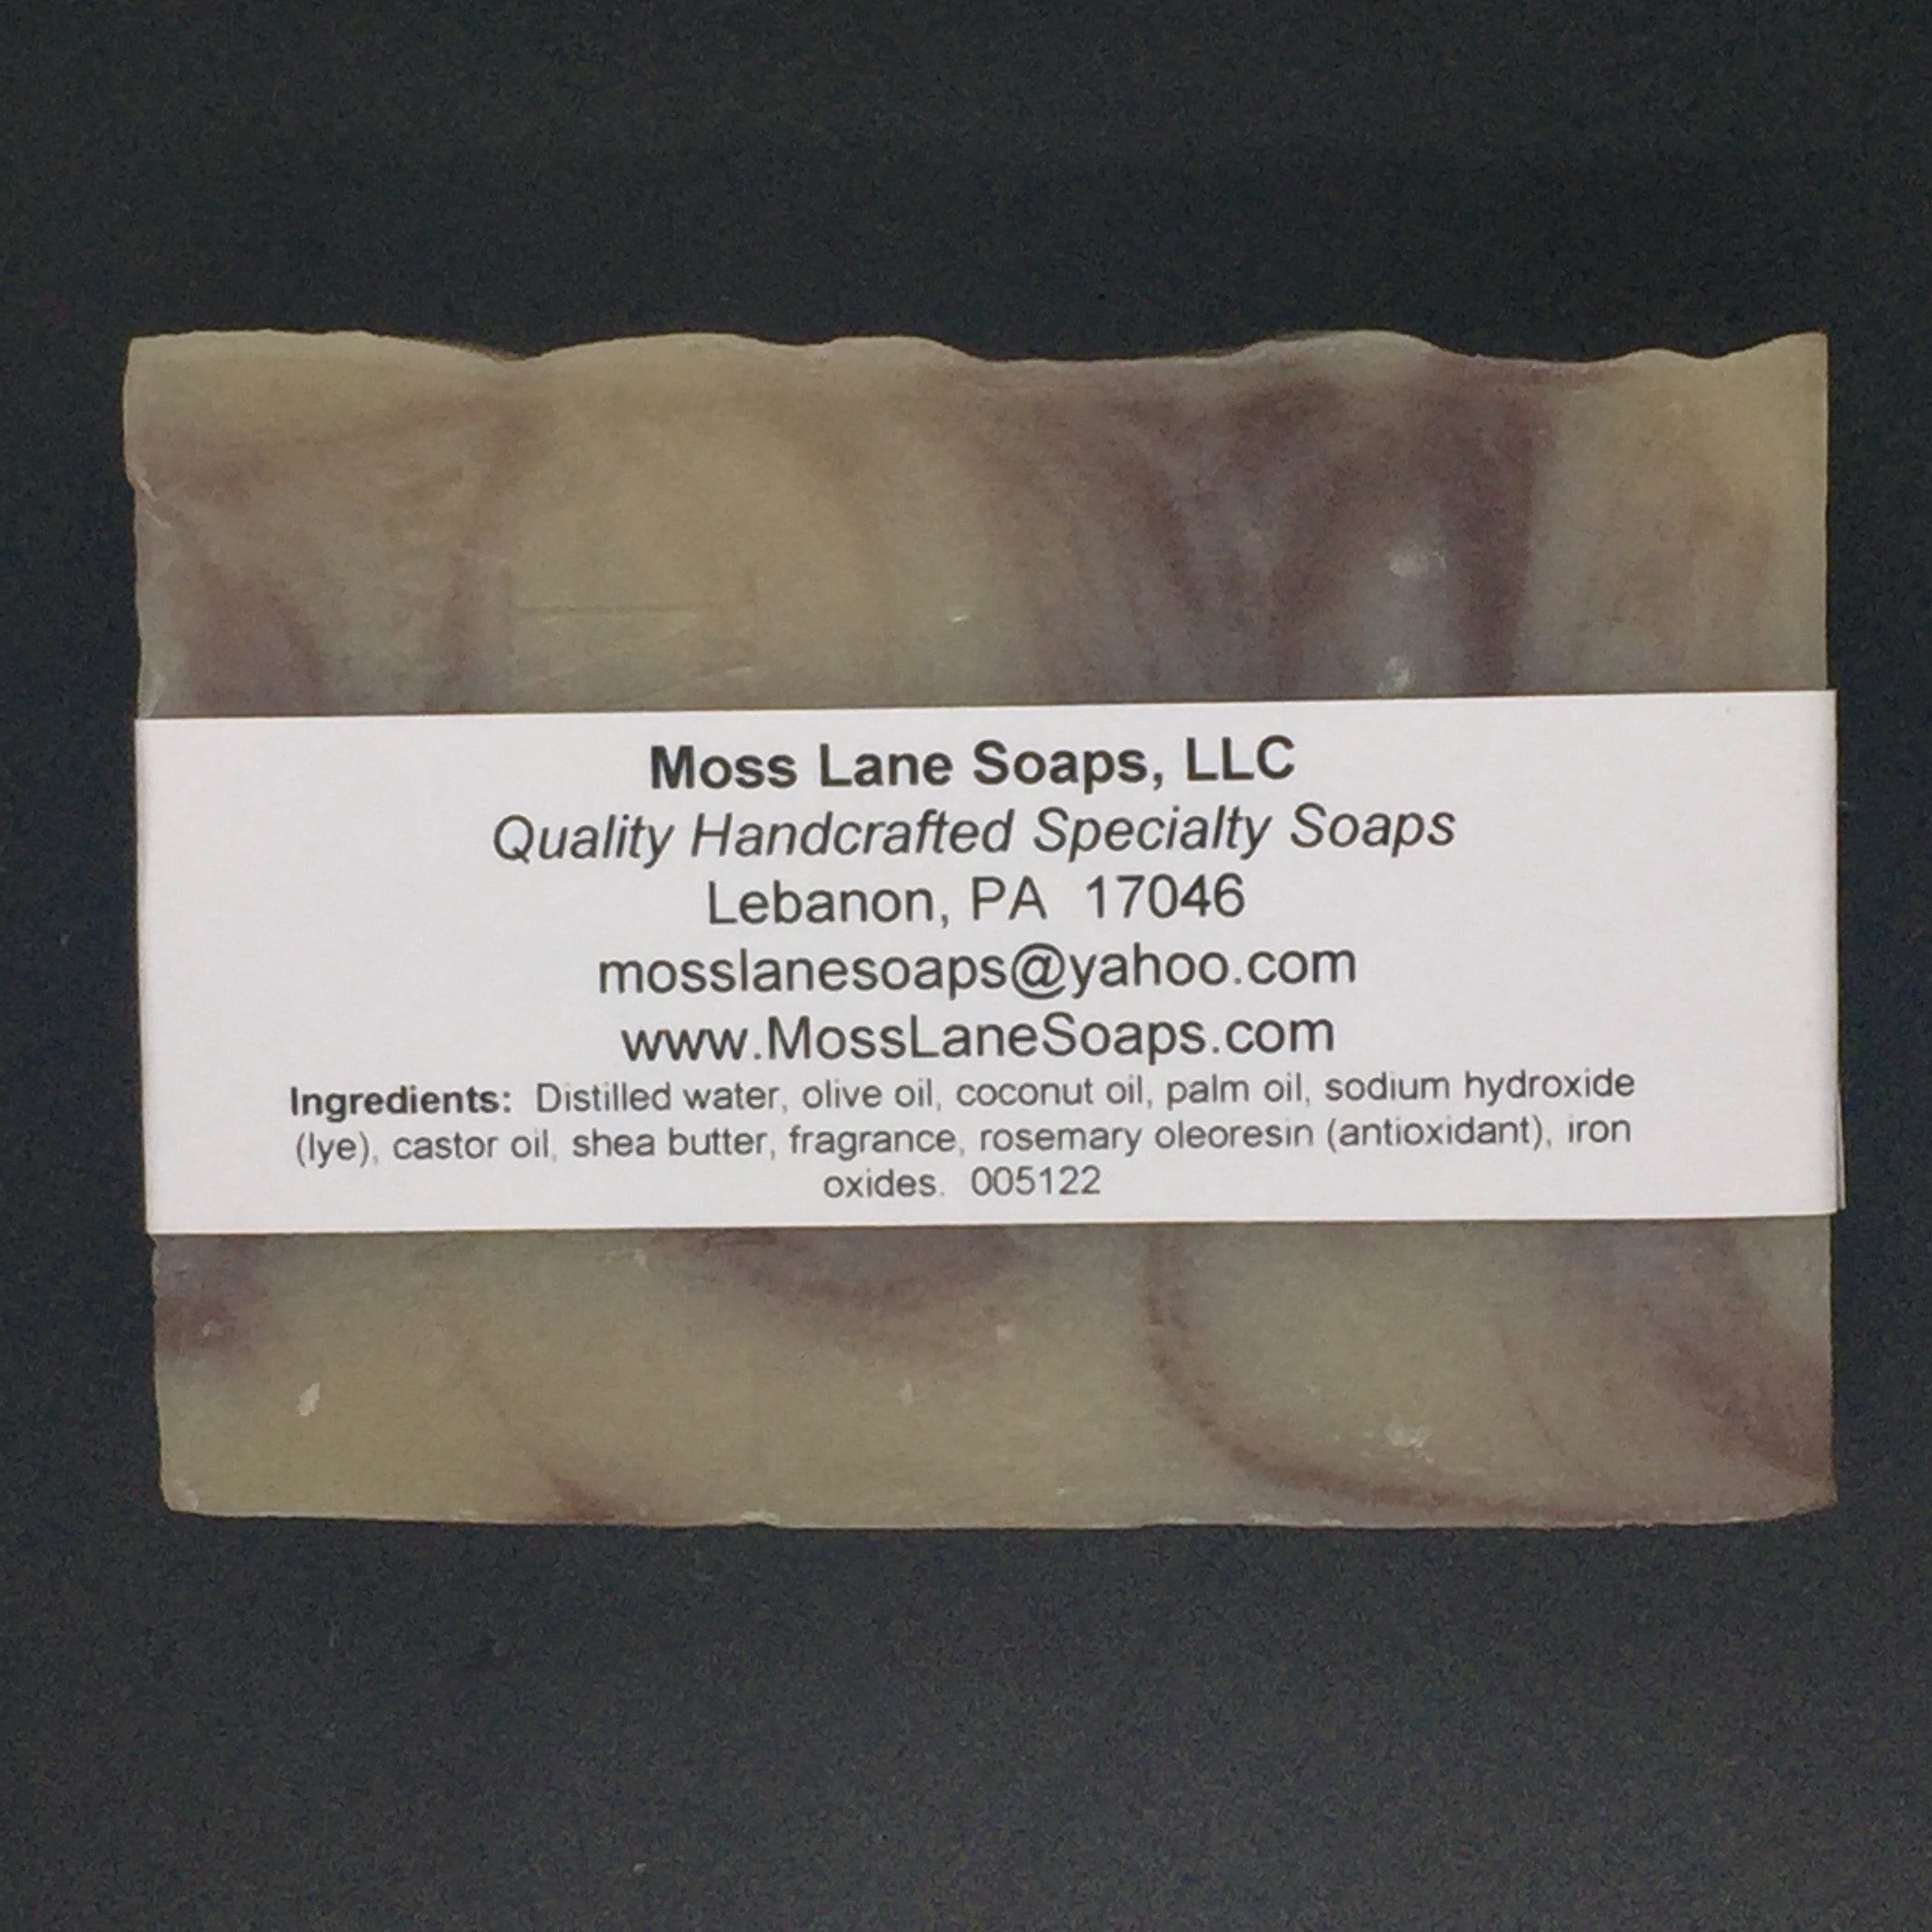 Moss Lane Soaps, LLC
Quality Handcrafted Specialty Soaps
Lebanon, PA 17046
mosslanesoaps@yahoo.com
www.MossLaneSoaps.com
Ingredients: Distilled water, olive oil, coconut oil, palm oil, sodium hydroxide
(lye), castor oil, shea butter, fragrance, rosemary oleoresin (antioxidant), iron
oxides. 005122